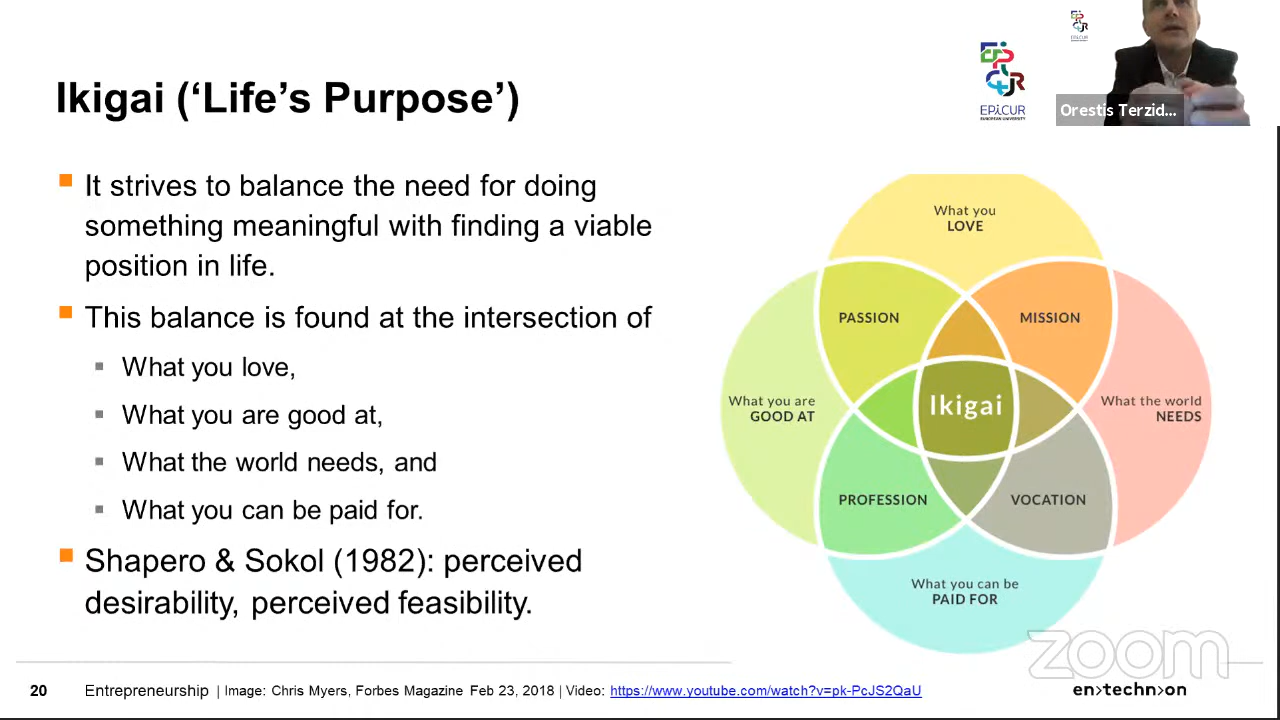 EPICUR
EPICUR
EUROPEAN UNIVERSITY
Orestis Terzid...
Ikigai (‘Life’s Purpose’)
It strives to balance the need for doing
something meaningful with finding a viable
position in life.
This balance is found at the intersection of
What you love,
What you are good at,
What the world needs, and
What you can be paid for.
Shapero & Sokol (1982): perceived
desirability, perceived feasibility.
What you
LOVE
PASSION
MISSION
What you are
GOOD AT
Ikigai
What the world
NEEDS
PROFESSION
VOCATION
What you can be
PAID FOR
zoom
20 Entrepreneurship | Image: Chris Myers, Forbes Magazine Feb 23, 2018 | Video: https://www.youtube.com/watch?v=pk-PcJS2QaU
en>techn>on